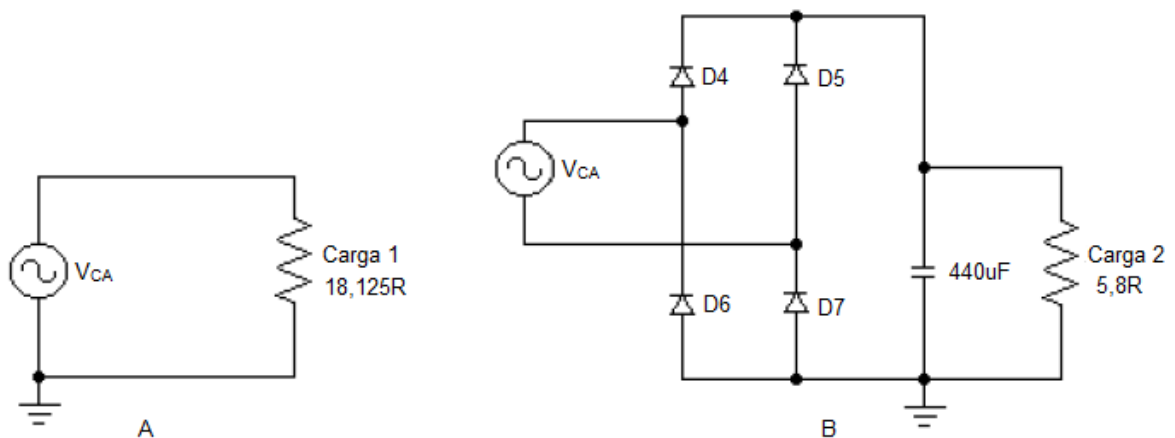 VCA
Carga 1
18,125R
A
D4
D5
VCA
D6
D7
440uF
Carga 2
5,8R
B